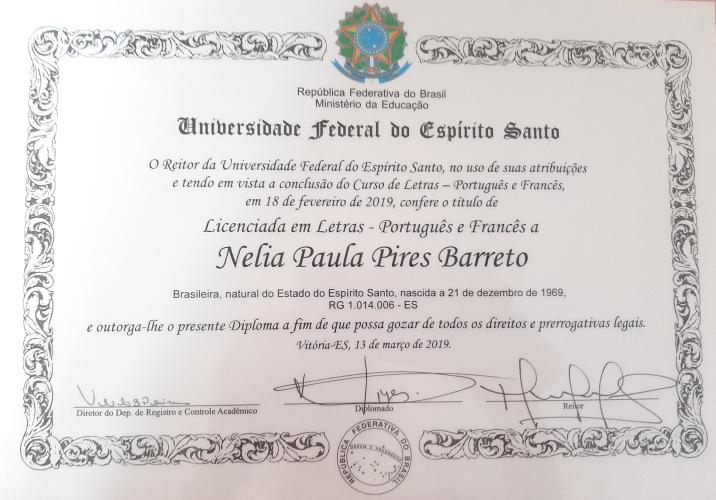 República Federativa do Brasil
Ministério da Educação
Universidade Federal do Espírito Santo
O Reitor da Universidade Federal do Espírito Santo, no uso de suas atribuições
e tendo em vista a conclusão do Curso de Letras – Português e Francês,
em 18 de fevereiro de 2019, confere o título de
Licenciada em Letras - Português e Francês a
Nelia Paula Pires Barreto
Brasileira, natural do Estado do Espírito Santo, nascida a 21 de dezembro de 1969,
RG 1.014.006 - ES
e outorga-lhe o presente Diploma a fim de que possa gozar de todos os direitos e prerrogativas legais.
Vitória-ES, 13 de março de 2019.
Diretor do Dep. de Registro e Controle Acadêmico
Diplomado
Reitor
REPÚBLICA FEDERATIVA DO BRASIL